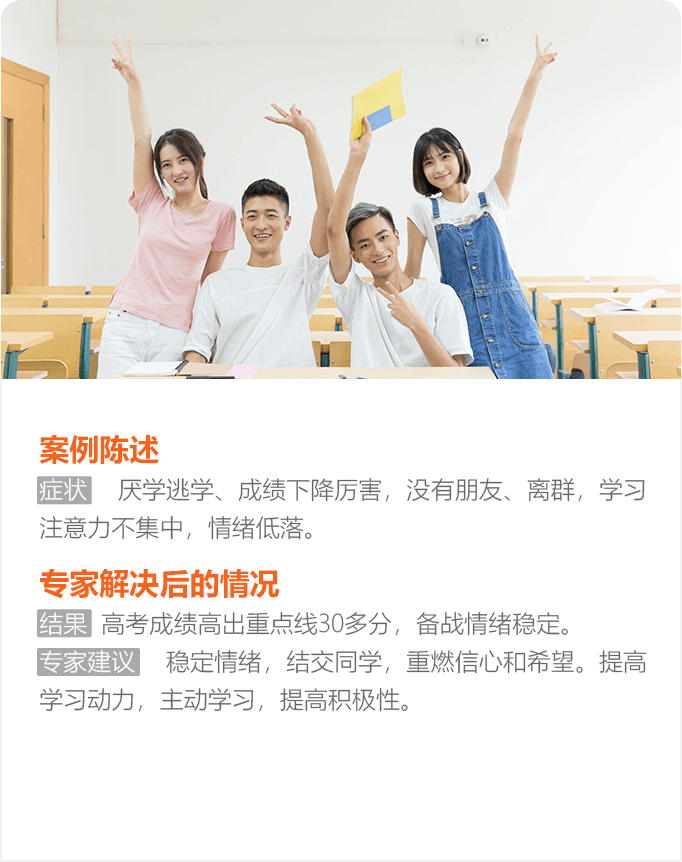 案例陈述
症状 厌学逃学、成绩下降厉害，没有朋友、离群，学习
注意力不集中，情绪低落。
专家解决后的情况
结果 高考成绩高出重点线30多分，备战情绪稳定。
专家建议 稳定情绪，结交同学，重燃信心和希望。提高
学习动力，主动学习，提高积极性。